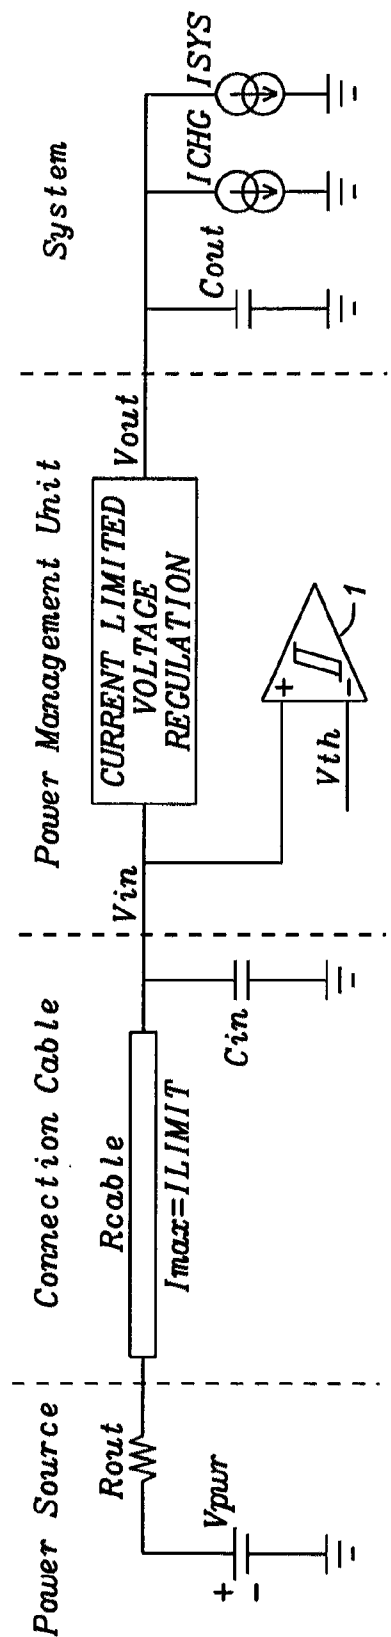 Power Source
Connection Cable
Power Management Unit
System
Rout
Vpwr
+
-
Rcable
Imax=ILIMIT
Cin
Vin
CURRENT LIMITED
VOLTAGE
REGULATION
Vout
Vth
+
-
1
Cout
ICHG
ISYS